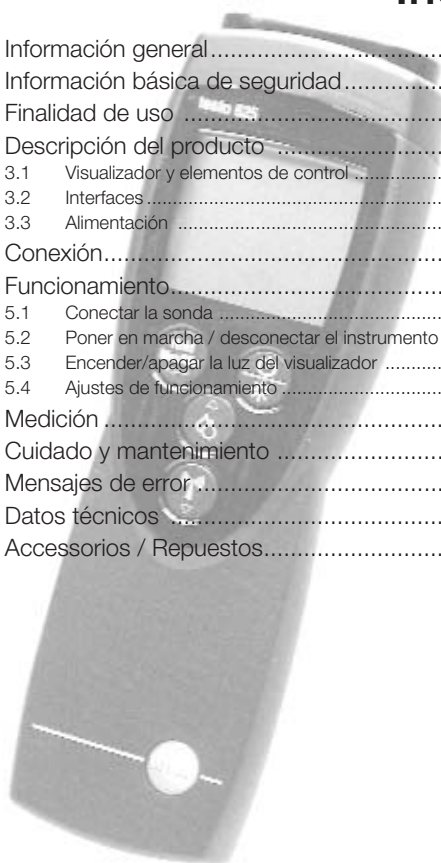 Información general....................................
Información básica de seguridad................
Finalidad de uso ........................................
Descripción del producto ..........................
3.1 Visualizador y elementos de control ................
3.2 Interfaces ....................................................
3.3 Alimentación ................................................
Conexión....................................................
Funcionamiento..........................................
5.1 Conectar la sonda ........................................
5.2 Poner en marcha / desconectar el instrumento
5.3 Encender/apagar la luz del visualizador ...........
5.4 Ajustes de funcionamiento ............................
Medición ....................................................
Cuidado y mantenimiento ..........................
Mensajes de error ......................................
Datos técnicos ..........................................
Accessorios / Repuestos............................